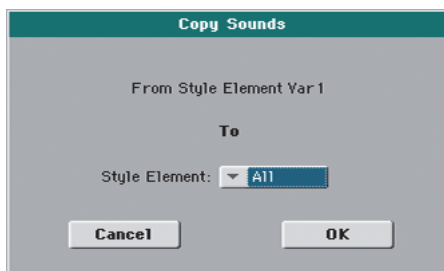 Copy Sounds
From Style Element Var1
To
Style Element: All
Cancel OK